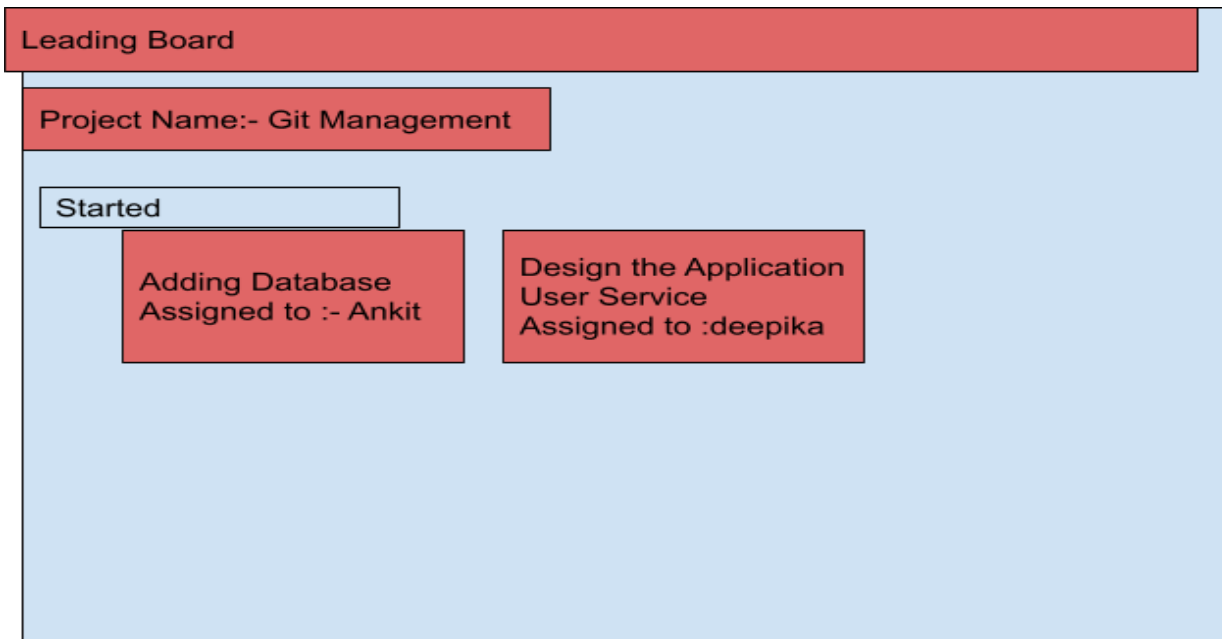 Leading Board
Project Name:- Git Management
Started
Adding Database
Assigned to :- Ankit
Design the Application
User Service
Assigned to :deepika